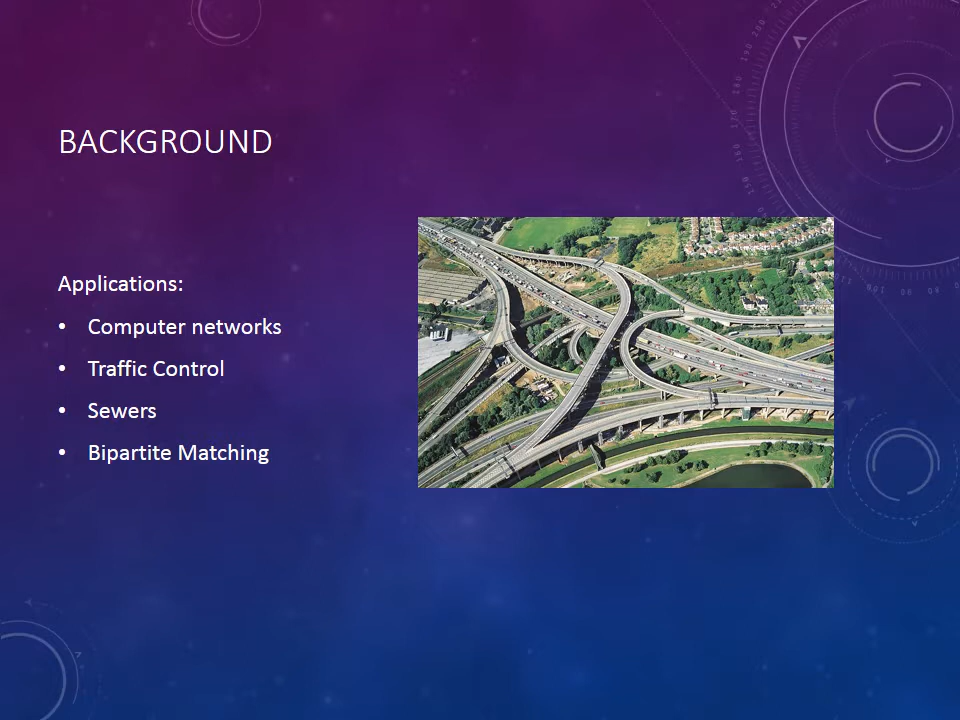 BACKGROUND
Applications:
• Computer networks
• Traffic Control
• Sewers
• Bipartite Matching